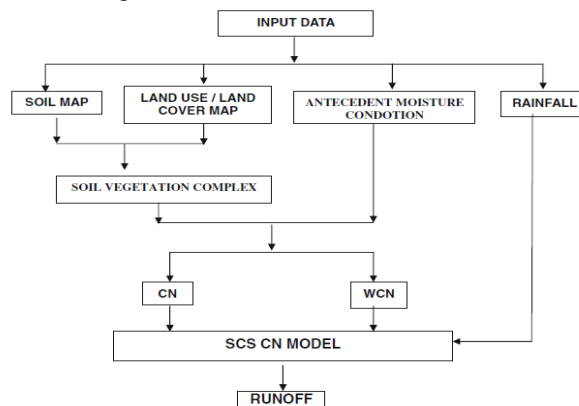 INPUT DATA
SOIL MAP
LAND USE / LAND
COVER MAP
ANTECEDENT MOISTURE
CONDOTION
RAINFALL
SOIL VEGETATION COMPLEX
CN
WCN
SCS CN MODEL
RUNOFF